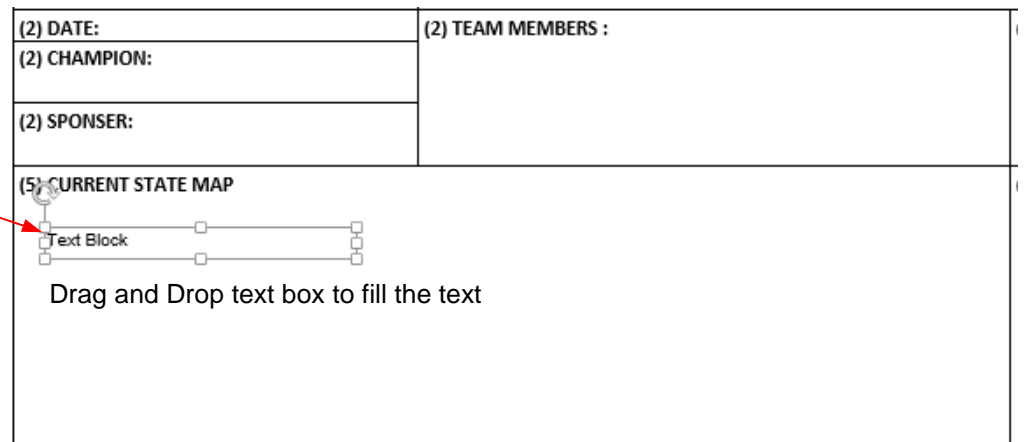 (2) DATE:
(2) TEAM MEMBERS :
(2) CHAMPION:
(2) SPONSER:
(5) CURRENT STATE MAP
Text Block
Drag and Drop text box to fill the text